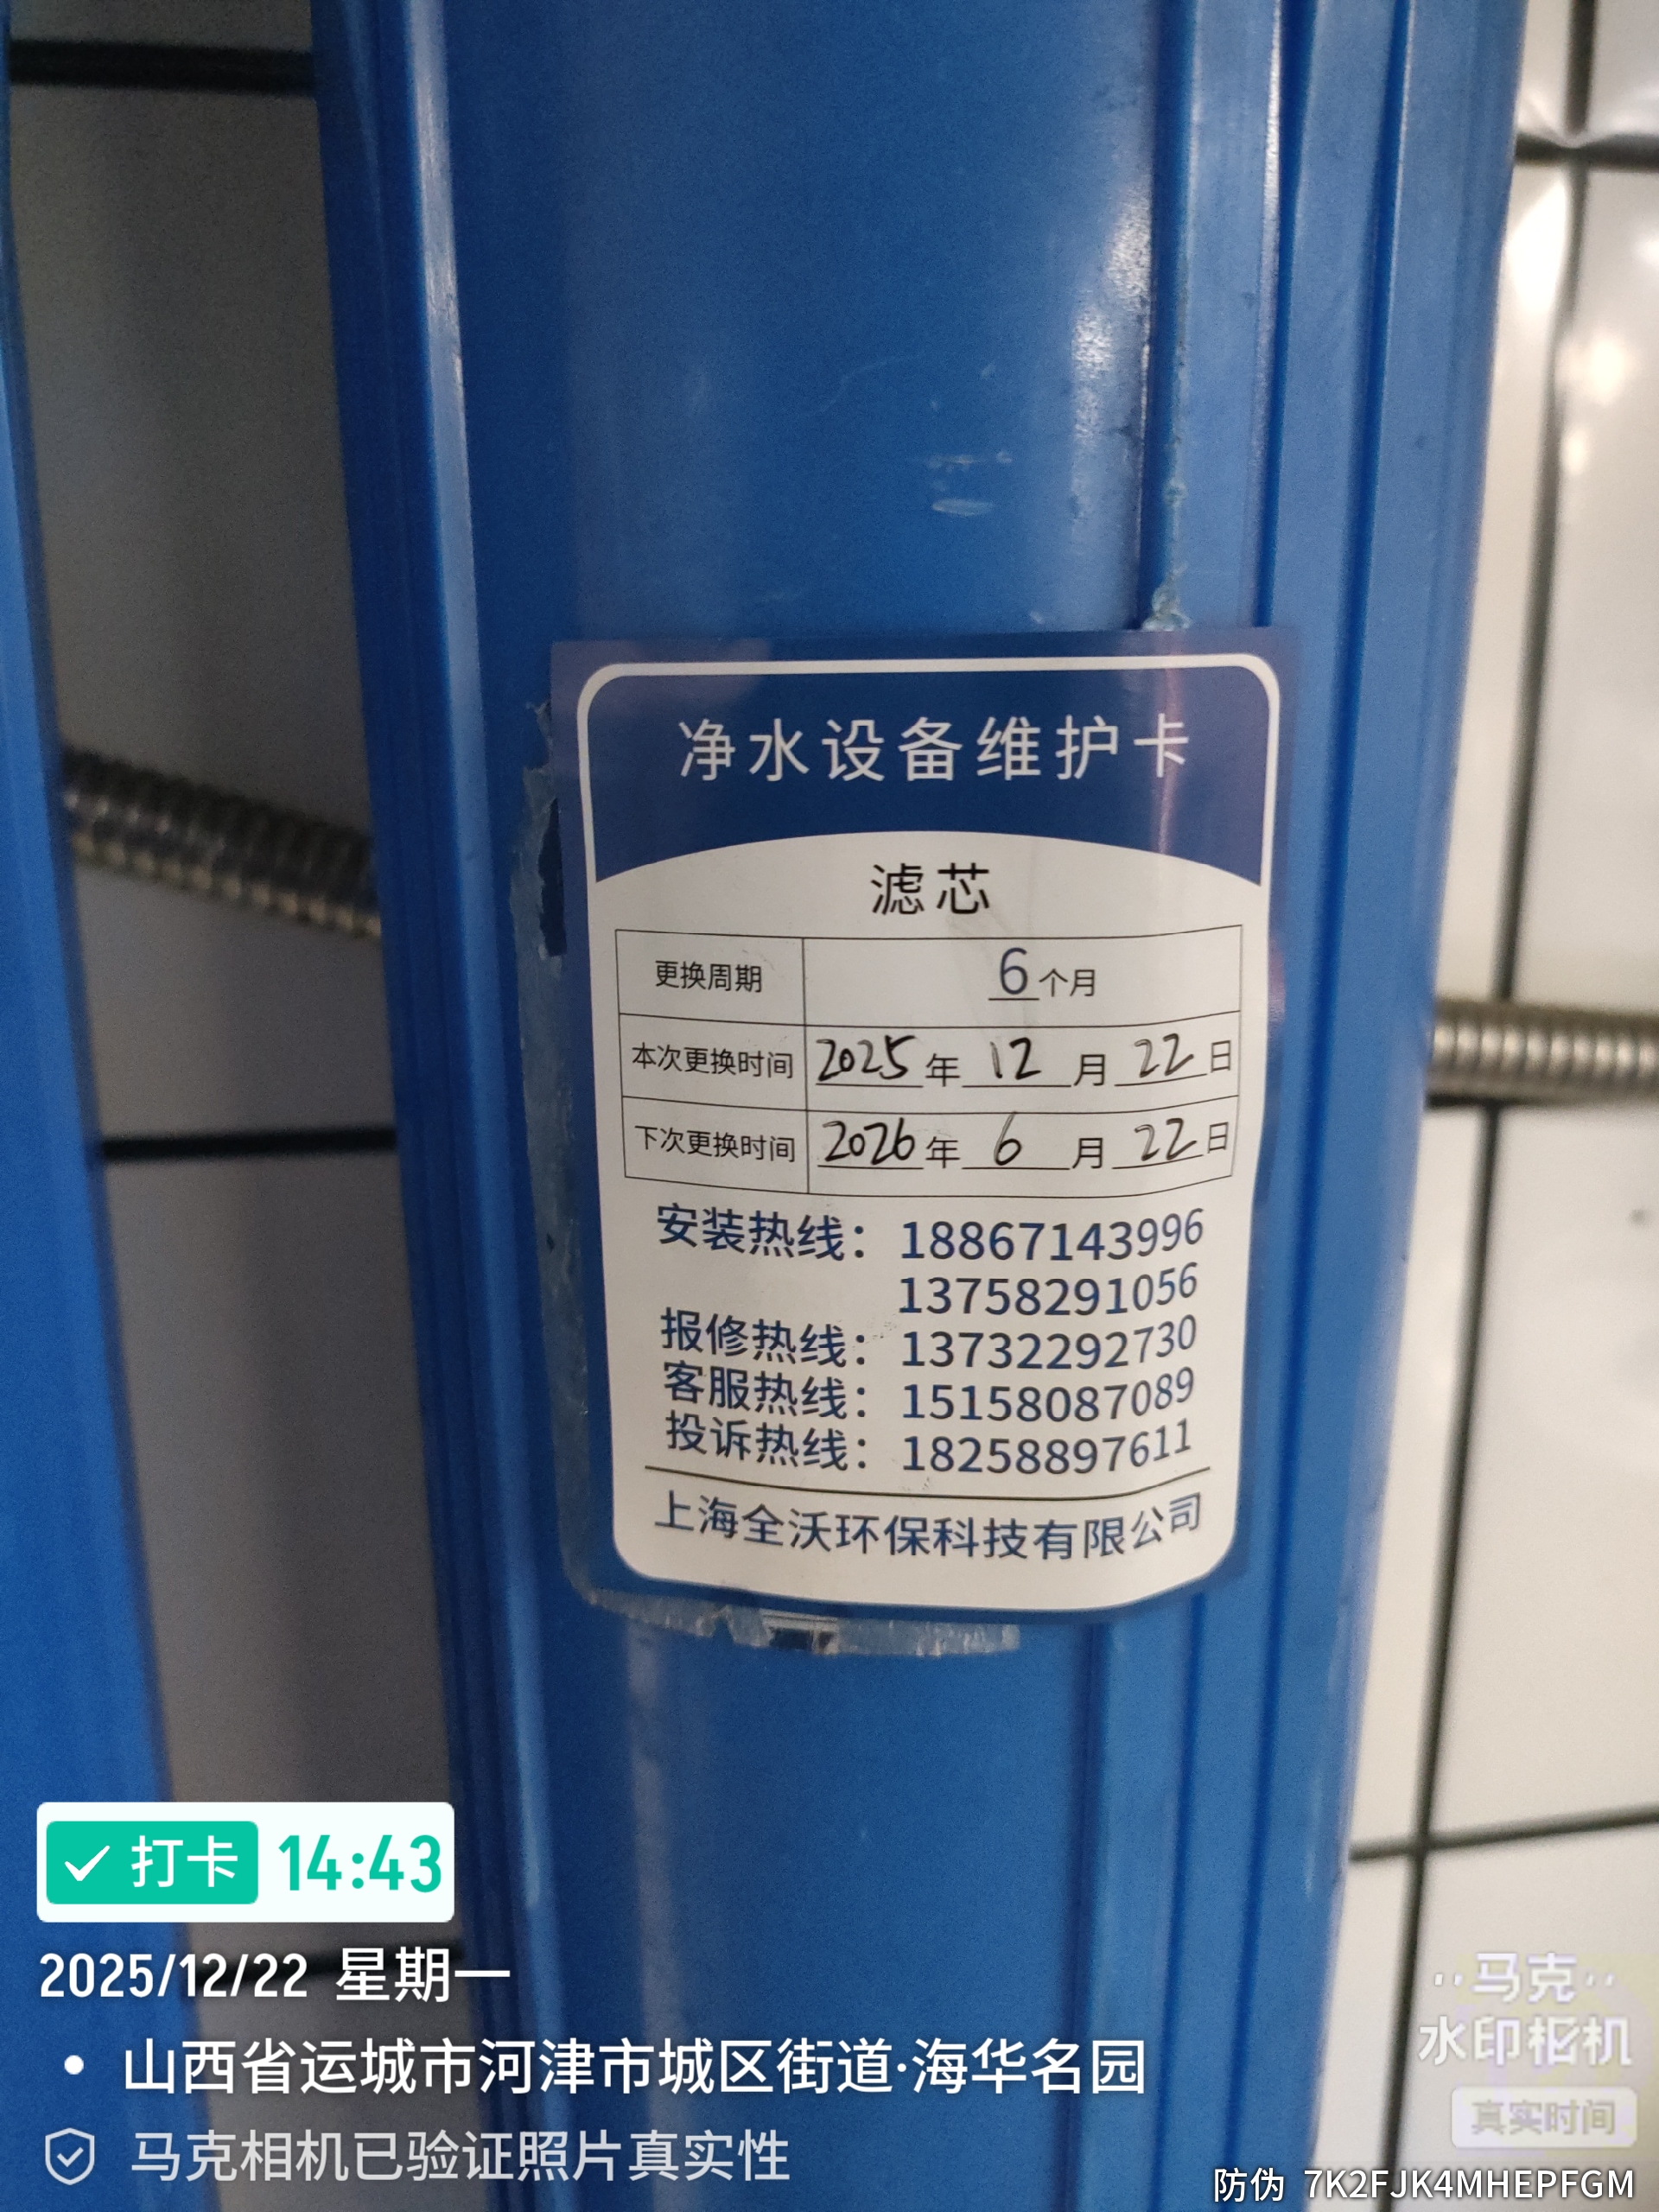 净水设备维护卡
滤芯
更换周期 6个月
本次更换时间 2025年12月22日
下次更换时间 2026年6月22日
安装热线：18867143996
13758291056
报修热线：13732292730
客服热线：15158087089
投诉热线：18258897611
上海全沃环保科技有限公司
打卡 14:43
2025/12/22 星期一
山西省运城市河津市城区街道·海华名园
马克相机已验证照片真实性
马克
水印相机
真实时间
防伪 7K2FJK4MHEPFGM